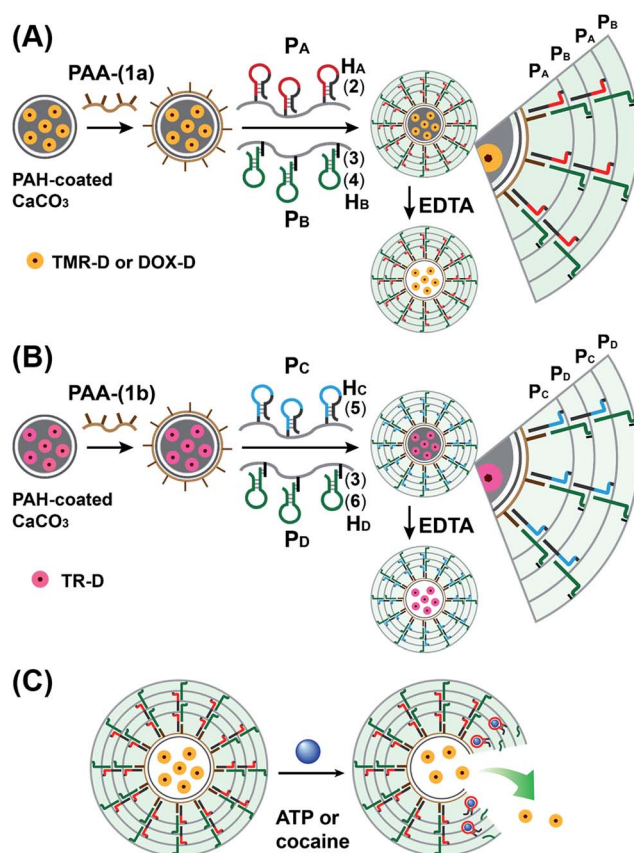 (A)
PAA-(1a)
PA
HA
(2)
PAH-coated
CaCO3
(3)
(4)
PB
HB
EDTA
PA
PB
PA
PB
TMR-D or DOX-D
(B)
PAA-(1b)
PC
HC
(5)
PAH-coated
CaCO3
(3)
(6)
PD
HD
EDTA
PC
PD
PC
PD
TR-D
(C)
ATP or
cocaine